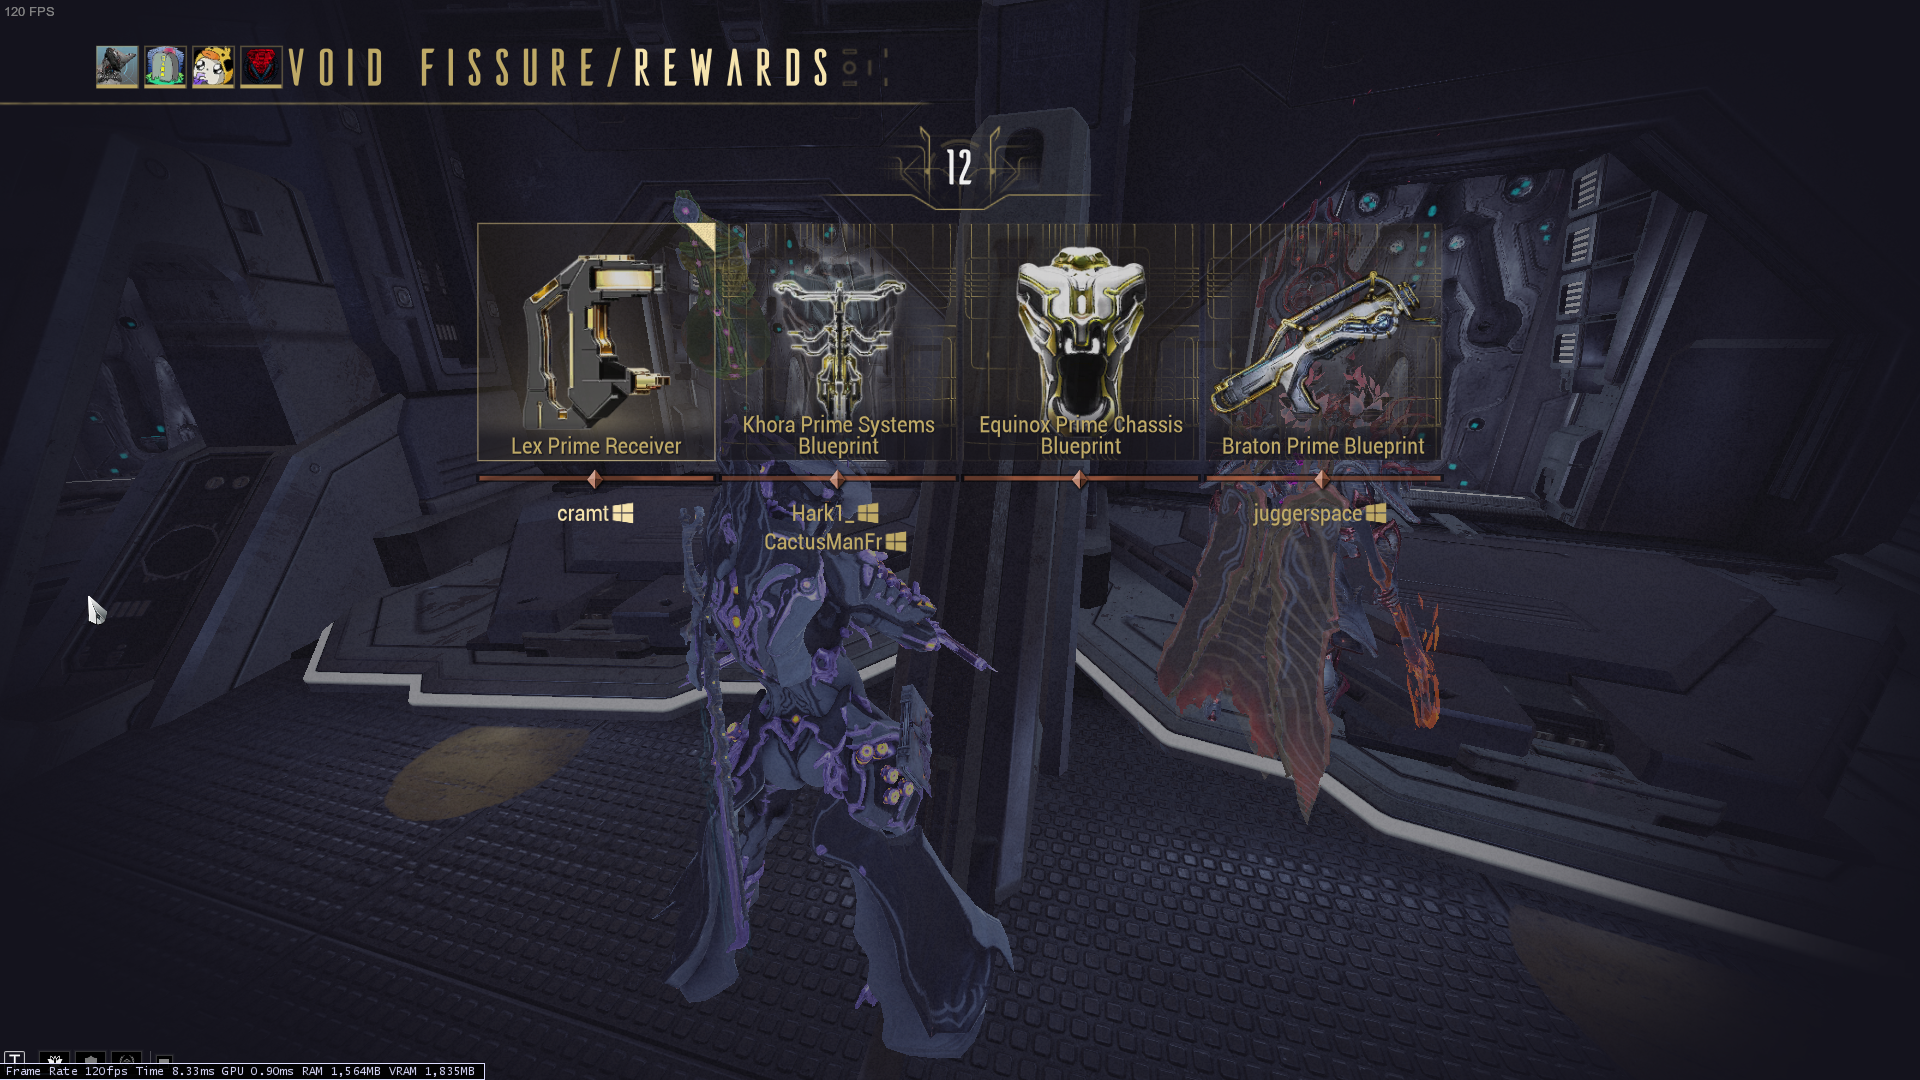 120 FPS
VOID FISSURE/REWARDS
12
Lex Prime Receiver
Khora Prime Systems
Blueprint
Equinox Prime Chassis
Blueprint
Braton Prime Blueprint
cramt
Hark1_
CactusManFr
juggerspace
T
Frame Rate 120fps Time 8.33ms GPU 0.90ms RAM 1,564MB VRAM 1,835MB